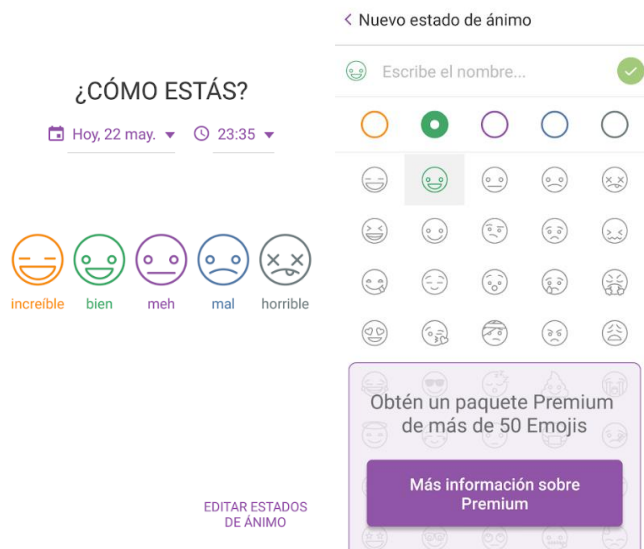 ¿CÓMO ESTÁS?
Hoy, 22 may. 23:35
increíble bien meh mal horrible
EDITAR ESTADOS
DE ÁNIMO
Nuevo estado de ánimo
Escribe el nombre...
Obtén un paquete Premium
de más de 50 Emojis
Más información sobre
Premium